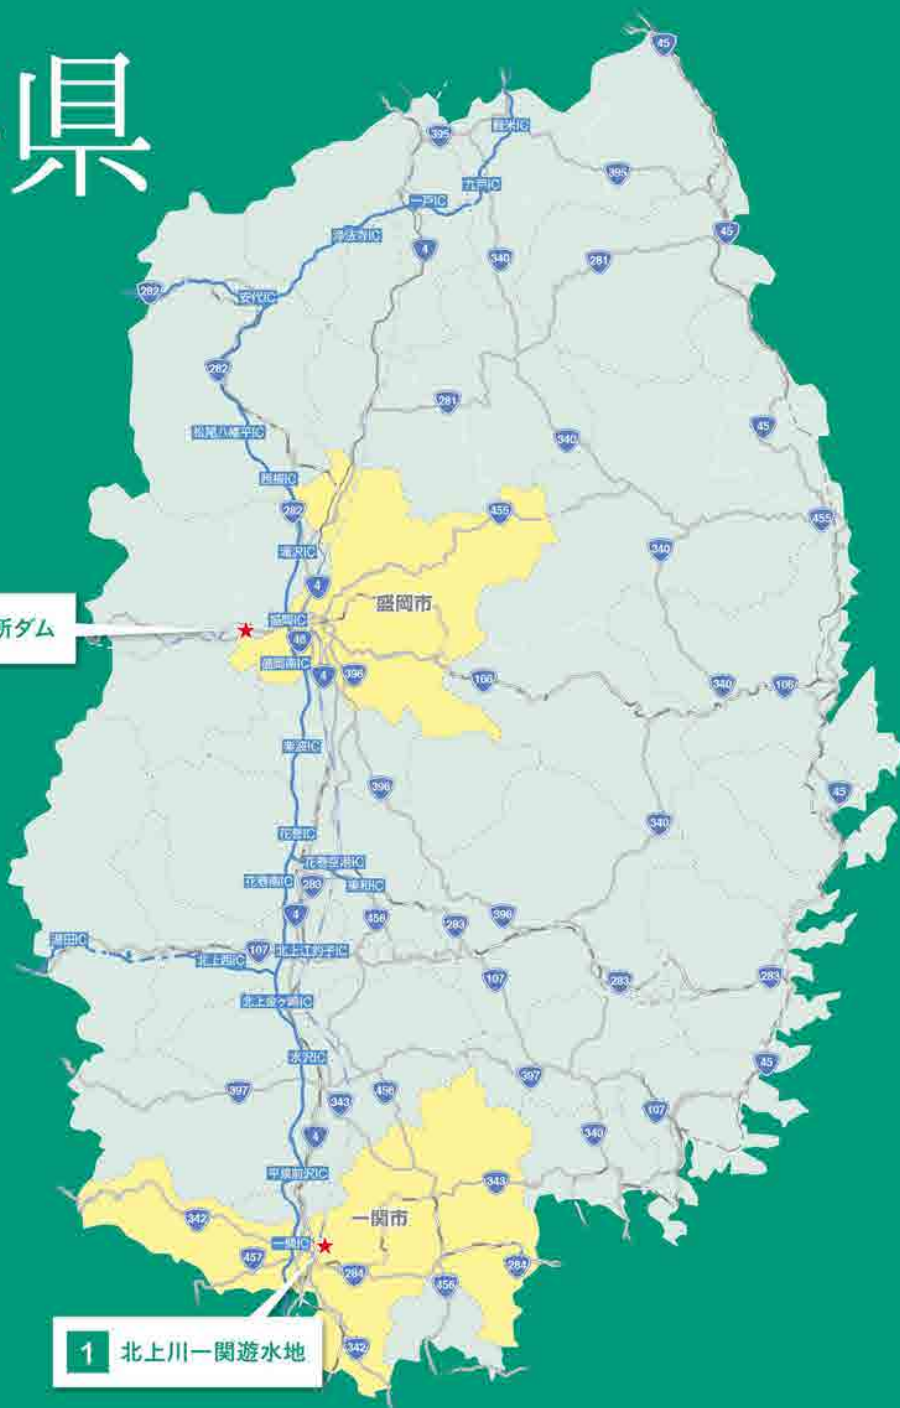 県
45
395
軽米IC
395
九戸IC
一戸IC
45
浄法寺IC
4
340
281
282
安代IC
282
281
45
松尾八幡平IC
340
西根IC
282
455
455
滝沢IC
340
4
盛岡市
所ダム
盛岡IC
46
盛岡南IC
4
396
106
340
106
紫波IC
396
45
340
花巻IC
花巻空港IC
花巻南IC
283
東和IC
4
456
283
396
湯田IC
107
北上江釣子IC
北上西IC
107
283
283
北上金ヶ崎IC
水沢IC
397
45
397
343
456
107
4
340
平泉前沢IC
343
342
一関市
一関IC
457
284
284
456
1 北上川一関遊水地
342